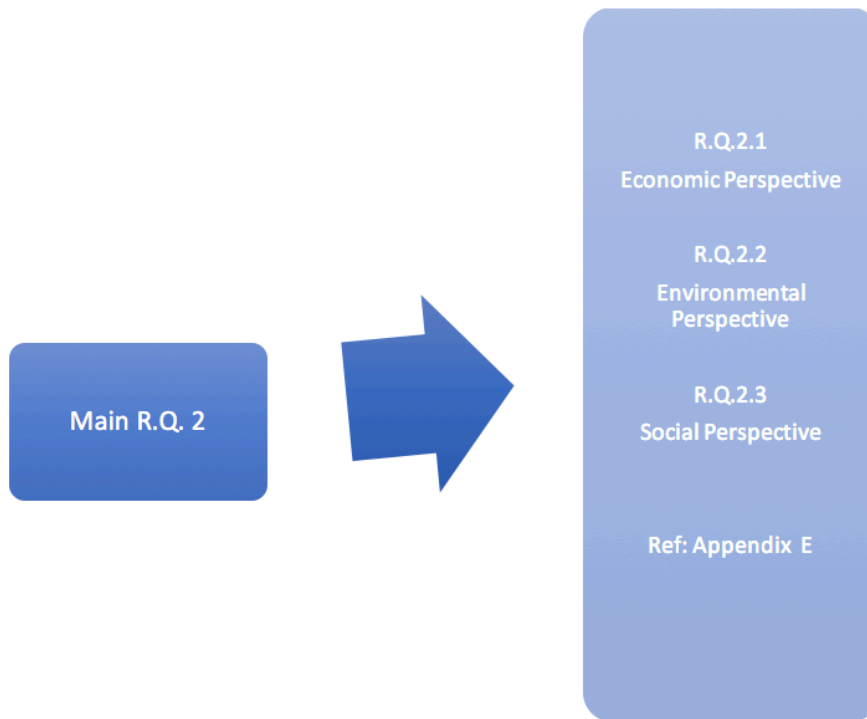 Main R.Q. 2
R.Q.2.1
Economic Perspective
R.Q.2.2
Environmental
Perspective
R.Q.2.3
Social Perspective
Ref: Appendix E